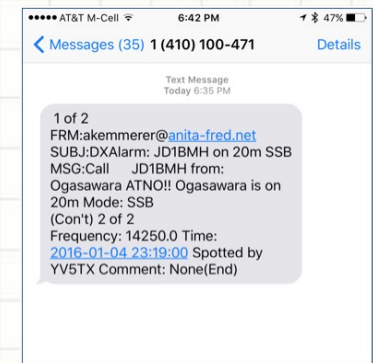 AT&T M-Cell 6:42 PM 47%
Messages (35) 1 (410) 100-471 Details
Text Message
Today 6:35 PM
1 of 2
FRM:akemmerer@anita-fred.net
SUBJ:DXAlarm: JD1BMH on 20m SSB
MSG:Call JD1BMH from:
Ogasawara ATNO!! Ogasawara is on
20m Mode: SSB
(Con't) 2 of 2
Frequency: 14250.0 Time:
2016-01-04 23:19:00 Spotted by
YV5TX Comment: None(End)